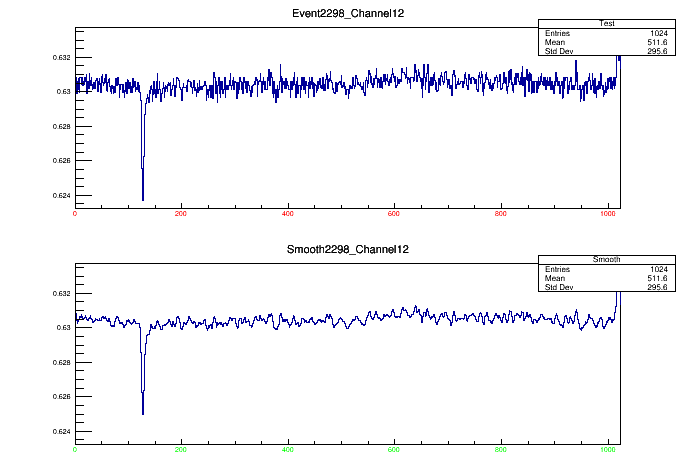 Event2298_Channel12
Test
Entries 1024
Mean 511.6
Std Dev 295.6
0.632
0.63
0.628
0.626
0.624
0 200 400 600 800 1000
Smooth2298_Channel12
Smooth
Entries 1024
Mean 511.6
Std Dev 295.6
0.632
0.63
0.628
0.626
0.624
0 200 400 600 800 1000